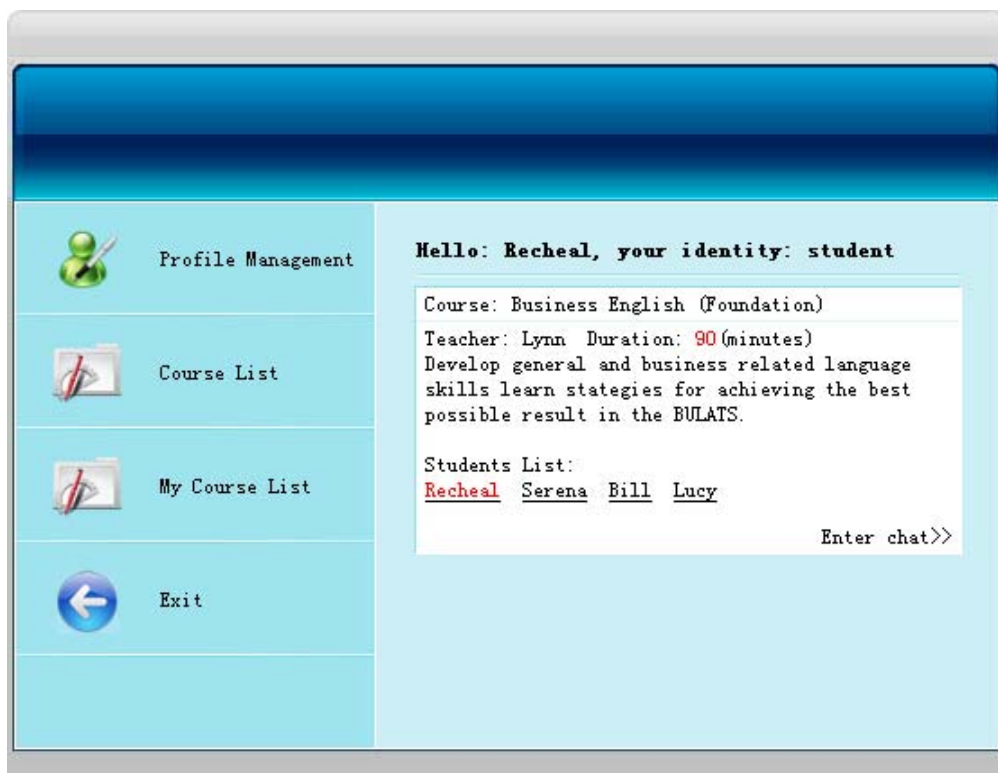 Profile Management
Course List
My Course List
Exit
Hello: Recheal, your identity: student
Course: Business English (Foundation)
Teacher: Lynn Duration: 90(minutes)
Develop general and business related language
skills learn stategies for achieving the best
possible result in the BULATS.
Students List:
Recheal Serena Bill Lucy
Enter chat>>